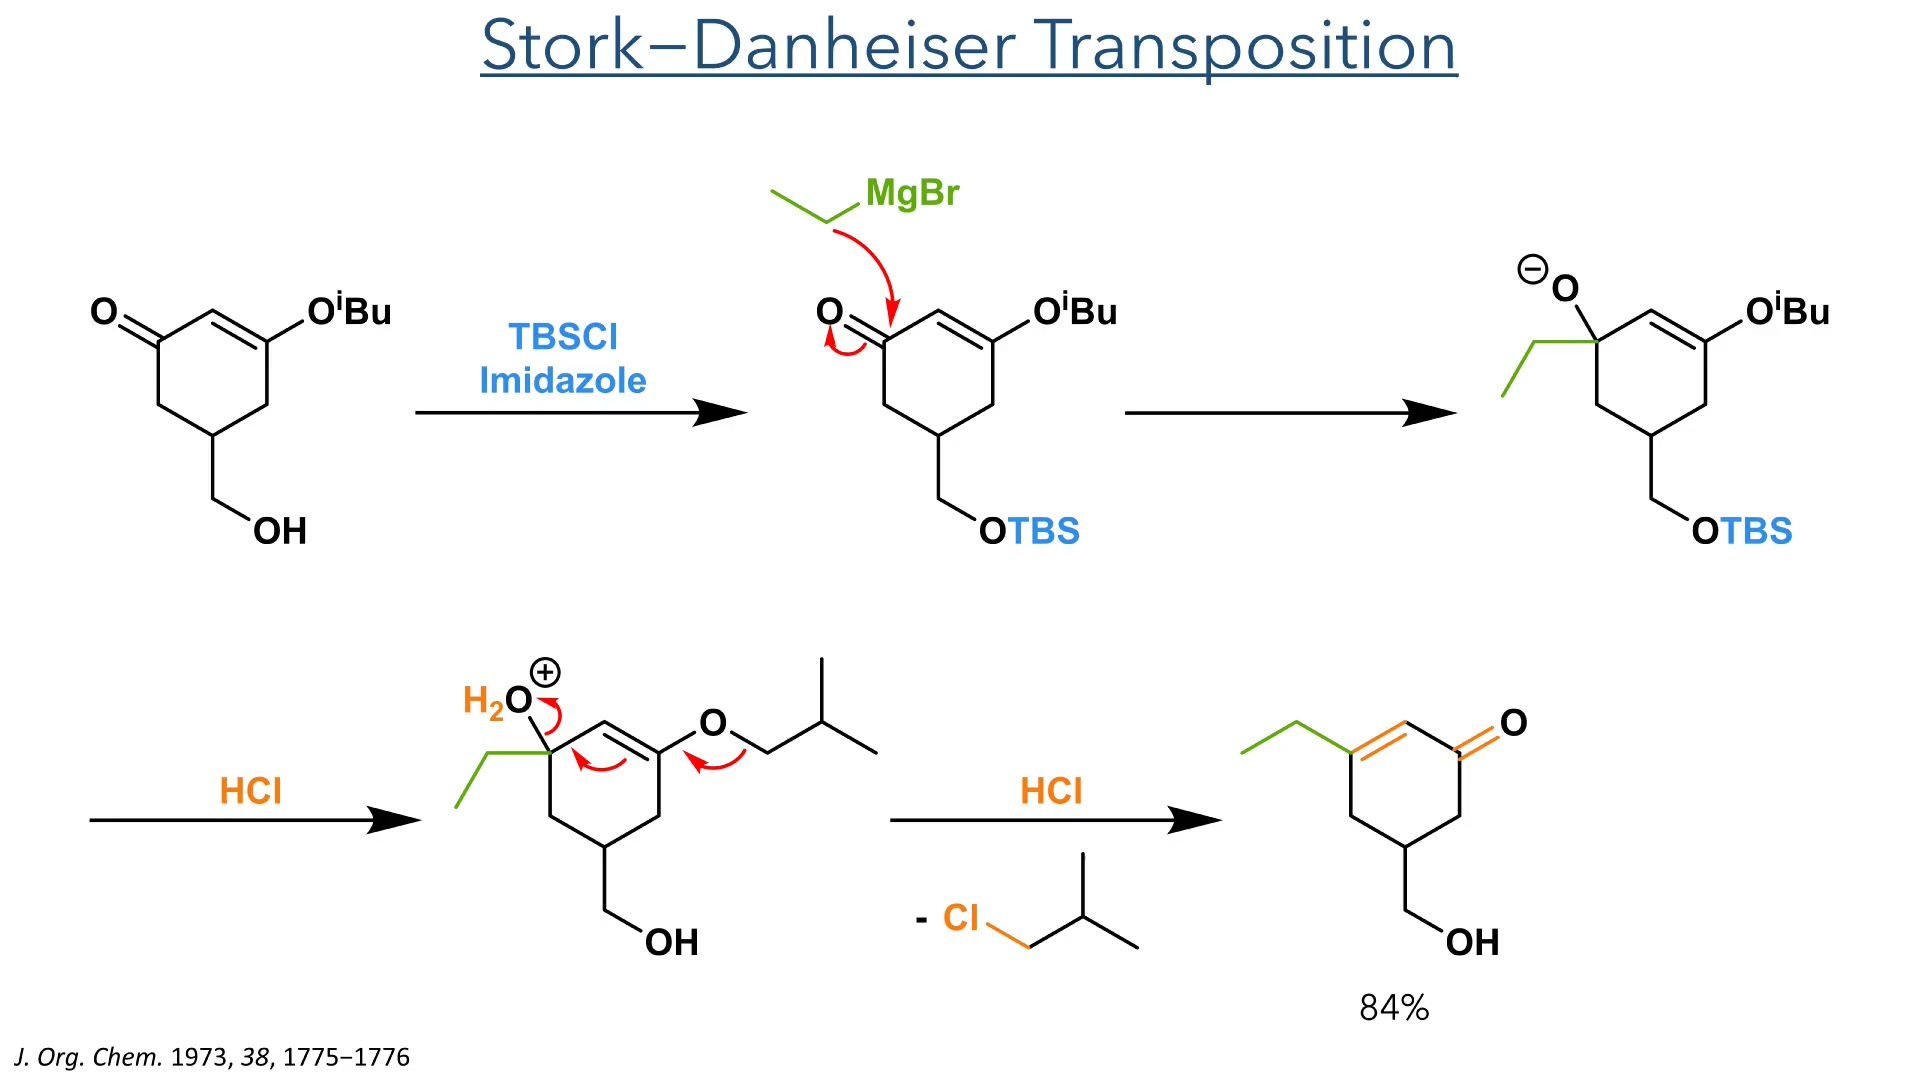 Stork–Danheiser Transposition
MgBr
O
OiBu
OH
TBSCl
Imidazole
O
OiBu
OTBS
⊖
O
OiBu
OTBS
HCl
⊕
H2O
O
OH
HCl
- Cl
O
OH
84%
J. Org. Chem. 1973, 38, 1775–1776